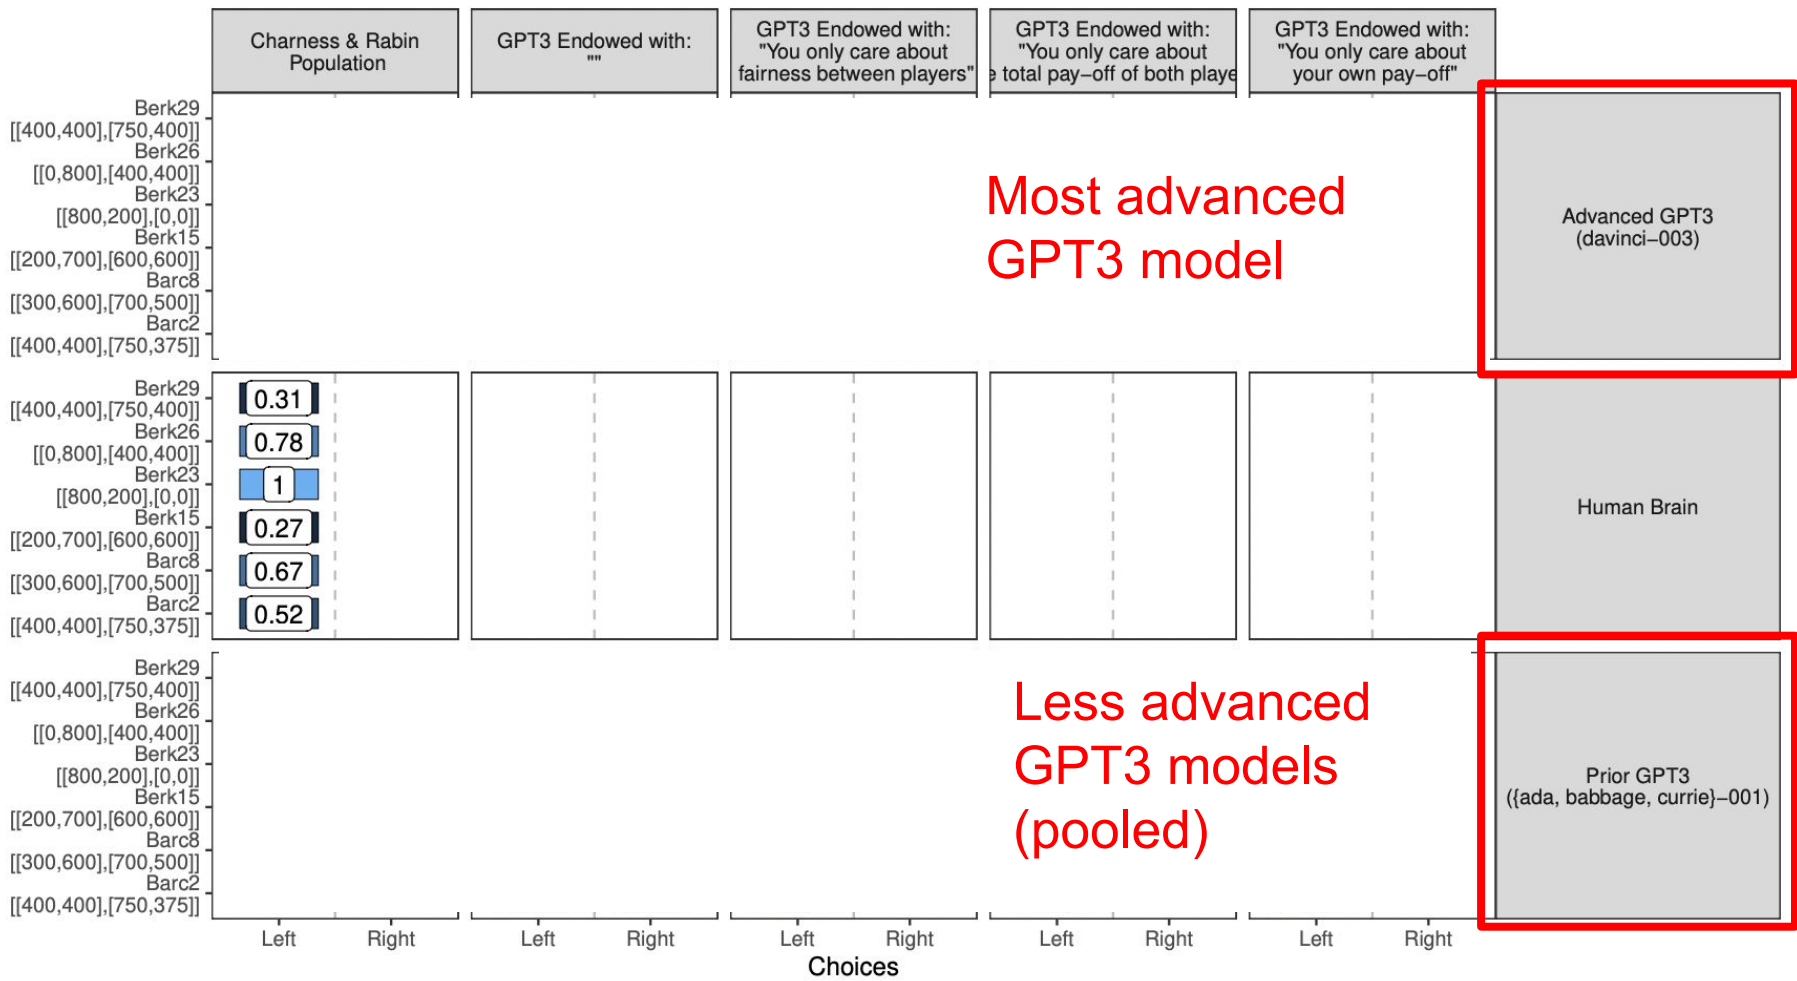 Charness & Rabin
Population
GPT3 Endowed with:
""
GPT3 Endowed with:
"You only care about
fairness between players"
GPT3 Endowed with:
"You only care about
e total pay−off of both playe
GPT3 Endowed with:
"You only care about
your own pay−off"
Berk29
[[400,400],[750,400]]
Berk26
[[0,800],[400,400]]
Berk23
[[800,200],[0,0]]
Berk15
[[200,700],[600,600]]
Barc8
[[300,600],[700,500]]
Barc2
[[400,400],[750,375]]
Most advanced
GPT3 model
Advanced GPT3
(davinci−003)
Berk29
[[400,400],[750,400]]
Berk26
[[0,800],[400,400]]
Berk23
[[800,200],[0,0]]
Berk15
[[200,700],[600,600]]
Barc8
[[300,600],[700,500]]
Barc2
[[400,400],[750,375]]
0.31
0.78
1
0.27
0.67
0.52
Human Brain
Berk29
[[400,400],[750,400]]
Berk26
[[0,800],[400,400]]
Berk23
[[800,200],[0,0]]
Berk15
[[200,700],[600,600]]
Barc8
[[300,600],[700,500]]
Barc2
[[400,400],[750,375]]
Less advanced
GPT3 models
(pooled)
Prior GPT3
({ada, babbage, currie}−001)
Left Right Left Right Left Right Left Right Left Right
Choices